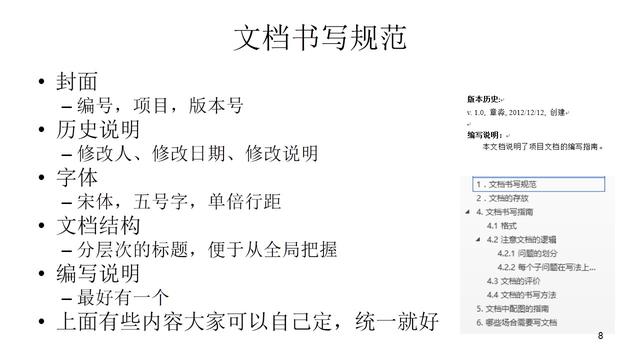 文档书写规范
• 封面
– 编号，项目，版本号
• 历史说明
– 修改人、修改日期、修改说明
• 字体
– 宋体，五号字，单倍行距
• 文档结构
– 分层次的标题，便于从全局把握
• 编写说明
– 最好有一个
• 上面有些内容大家可以自己定，统一就好
版本历史:
v. 1.0, 章淼, 2012/12/12, 创建
编写说明：
本文档说明了项目文档的编写指南。
1．文档书写规范
2．文档的存放
4. 文档书写指南
4.1 格式
4.2 注意文档的逻辑
4.2.1 问题的划分
4.2.2 每个子问题在写法上...
4.3 文档的评价
4.4 文档的书写方法
5. 文档中配图的指南
6. 哪些场合需要写文档
8